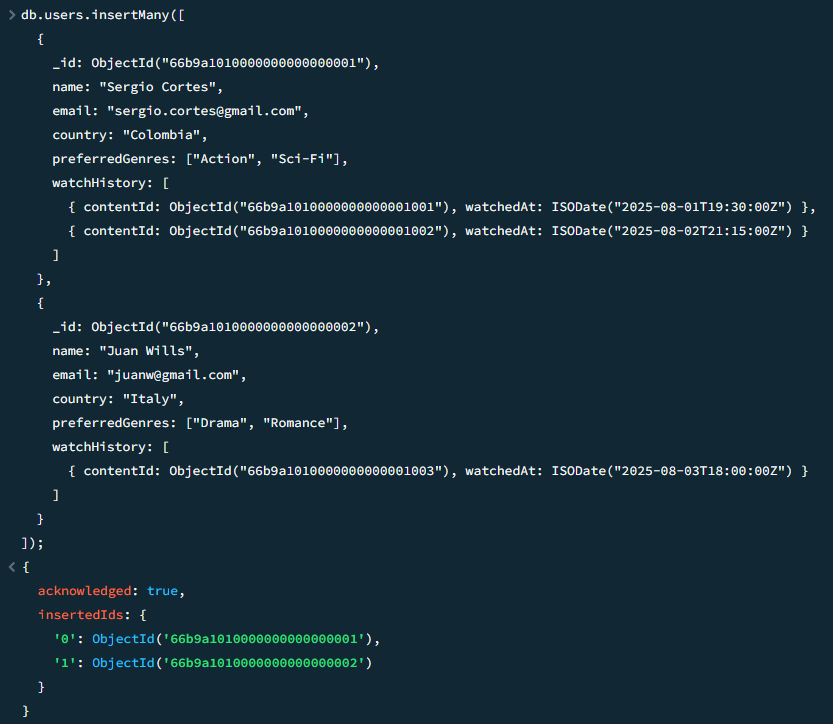 > db.users.insertMany([
  {
    _id: ObjectId("66b9a1010000000000000001"),
    name: "Sergio Cortes",
    email: "sergio.cortes@gmail.com",
    country: "Colombia",
    preferredGenres: ["Action", "Sci-Fi"],
    watchHistory: [
      { contentId: ObjectId("66b9a1010000000000001001"), watchedAt: ISODate("2025-08-01T19:30:00Z") },
      { contentId: ObjectId("66b9a1010000000000001002"), watchedAt: ISODate("2025-08-02T21:15:00Z") }
    ]
  },
  {
    _id: ObjectId("66b9a1010000000000000002"),
    name: "Juan Wills",
    email: "juanw@gmail.com",
    country: "Italy",
    preferredGenres: ["Drama", "Romance"],
    watchHistory: [
      { contentId: ObjectId("66b9a1010000000000001003"), watchedAt: ISODate("2025-08-03T18:00:00Z") }
    ]
  }
]);
< {
  acknowledged: true,
  insertedIds: {
    '0': ObjectId('66b9a1010000000000000001'),
    '1': ObjectId('66b9a1010000000000000002')
  }
}